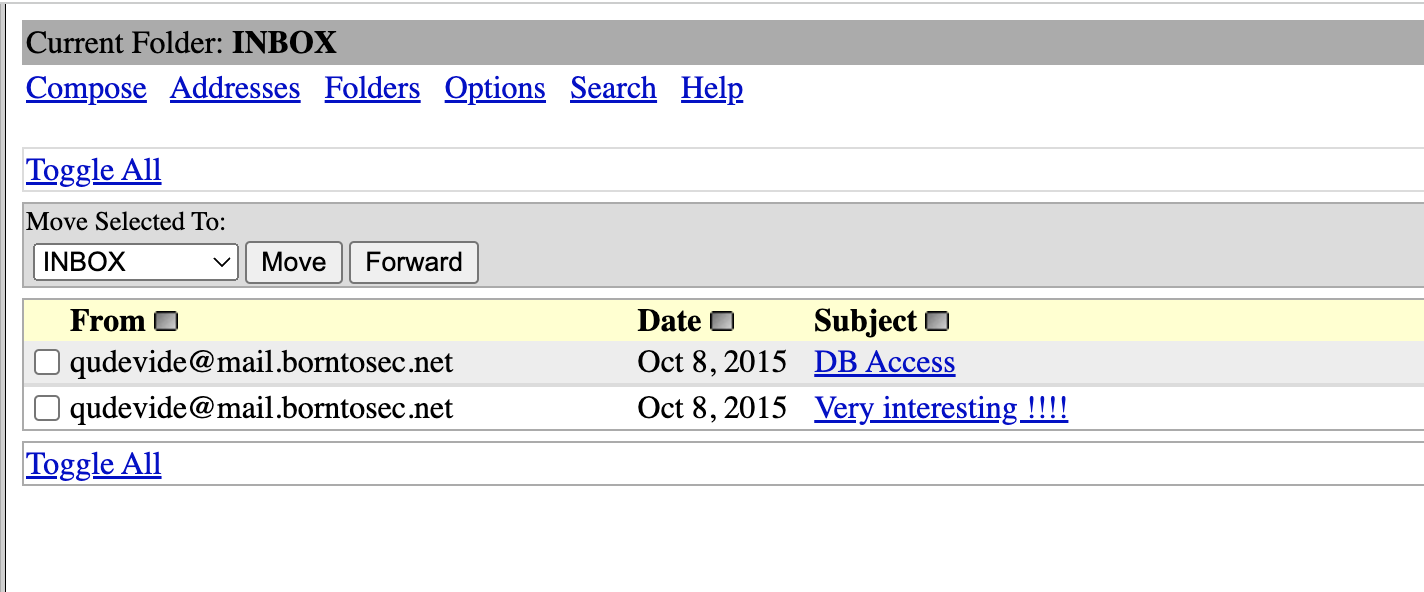 Current Folder: INBOX
Compose Addresses Folders Options Search Help
Toggle All
Move Selected To:
INBOX Move Forward
From Date Subject
qudevide@mail.borntosec.net Oct 8, 2015 DB Access
qudevide@mail.borntosec.net Oct 8, 2015 Very interesting !!!!
Toggle All